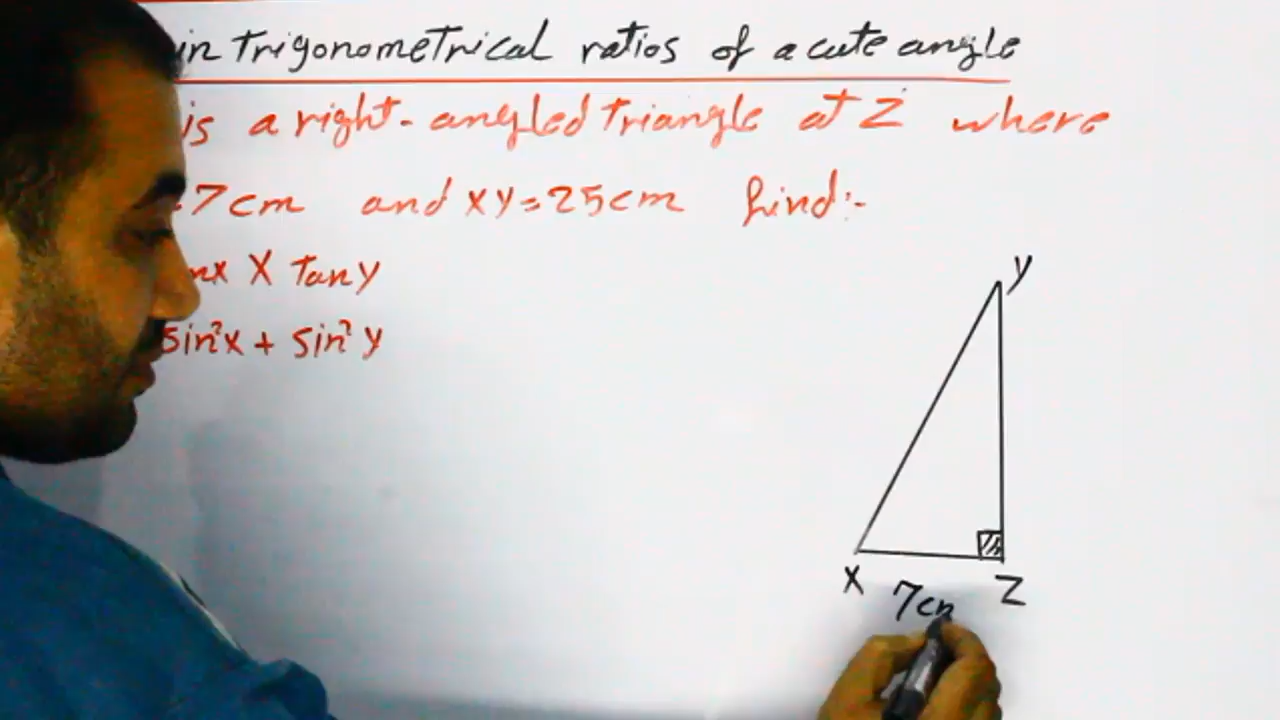 in Trigonometrical ratios of acute angle
is a right-angled Triangle at Z where
7cm and XY=25cm find:-
X Tany
Sin²x + Sin² y
y
X
Z
7cm